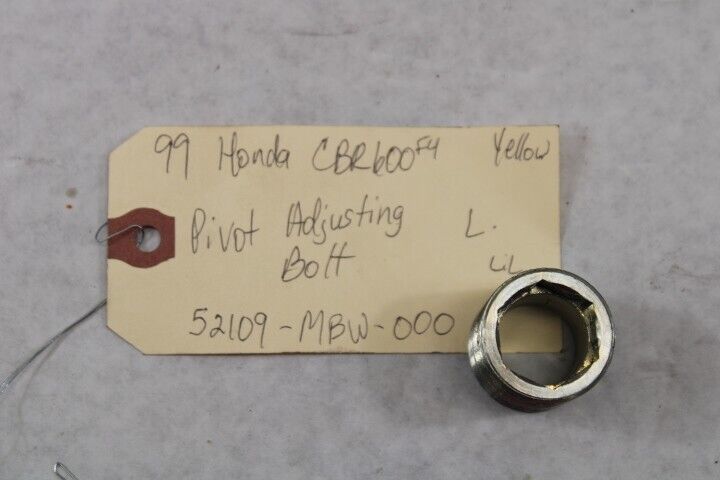 99 Honda CBR600F4 Yellow
Pivot Adjusting L.
Bolt
52109-MBW-000